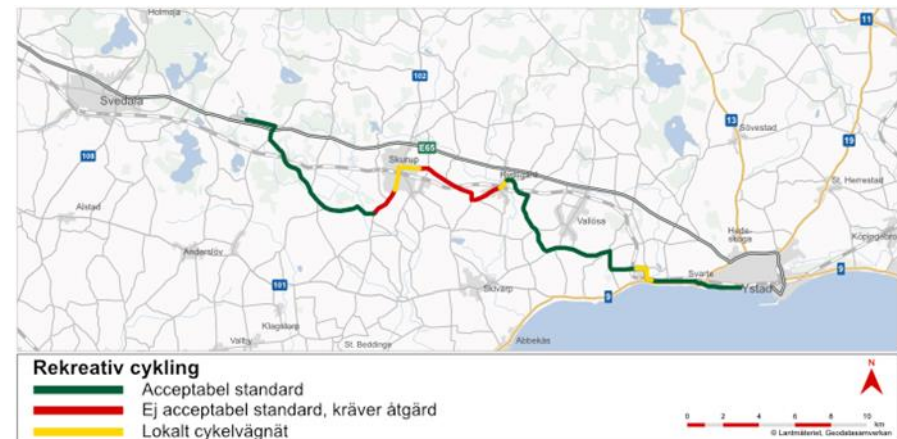 Holmeja
11
102
Svedala
13
Sövestad
E65
19
Skurup
108
Rydsgård
St. Herrestad
Alstad
Vallösa
Anderslöv
Köpingebro
Svarte
9
101
Skivarp
Ystad
9
Klagstorp
Vallby
St. Beddinge
Abbekås
Rekreativ cykling
Acceptabel standard
Ej acceptabel standard, kräver åtgärd
Lokalt cykelvägnät
N
0 2 4 6 8 10
km
© Lantmäteriet, Geodatasamverkan